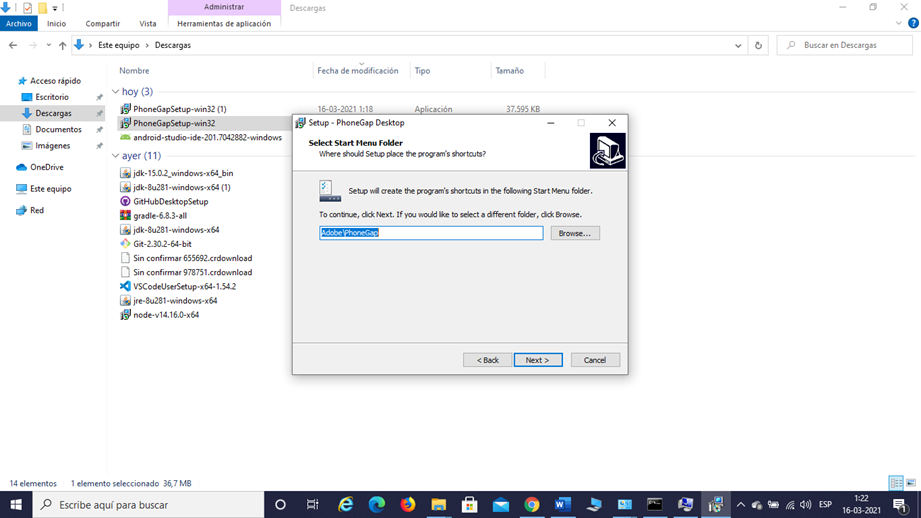 Administrar
Descargas
Archivo
Inicio
Compartir
Vista
Herramientas de aplicación
Este equipo
Descargas
Buscar en Descargas
Nombre
Fecha de modificación
Tipo
Tamaño
Acceso rápido
Escritorio
Descargas
Documentos
Imágenes
OneDrive
Este equipo
Red
hoy (3)
PhoneGapSetup-win32 (1)
16-03-2021 1:18
Aplicación
37.595 KB
PhoneGapSetup-win32
android-studio-ide-201.7042882-windows
ayer (11)
jdk-15.0.2_windows-x64_bin
jdk-8u281-windows-x64 (1)
GitHubDesktopSetup
gradle-6.8.3-all
jdk-8u281-windows-x64
Git-2.30.2-64-bit
Sin confirmar 655692.crdownload
Sin confirmar 978751.crdownload
VSCodeUserSetup-x64-1.54.2
jre-8u281-windows-x64
node-v14.16.0-x64
Setup - PhoneGap Desktop
Select Start Menu Folder
Where should Setup place the program's shortcuts?
Setup will create the program's shortcuts in the following Start Menu folder.
To continue, click Next. If you would like to select a different folder, click Browse.
Adobe\PhoneGap
Browse...
< Back
Next >
Cancel
14 elementos
1 elemento seleccionado 36,7 MB
Escribe aquí para buscar
ESP
1:22
16-03-2021
1